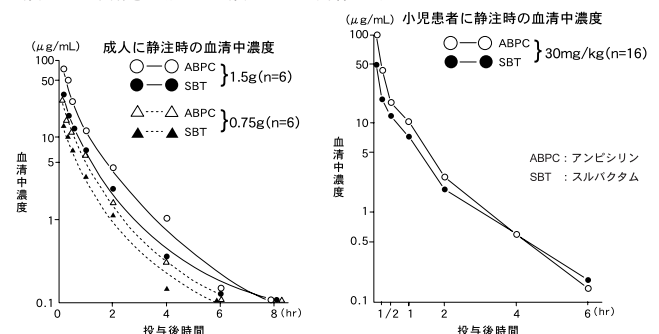 成人に静注時の血清中濃度
(μg/mL)
ABPC
SBT
1.5g(n=6)
ABPC
SBT
0.75g(n=6)
100
50
10
5
1
0.5
0.1
血清中濃度
0
2
4
6
8 (hr)
投与後時間
小児患者に静注時の血清中濃度
(μg/mL)
ABPC
SBT
30mg/kg(n=16)
ABPC：アンピシリン
SBT ：スルバクタム
100
50
10
5
1
0.5
0.1
血清中濃度
1/2
1
2
4
6 (hr)
投与後時間